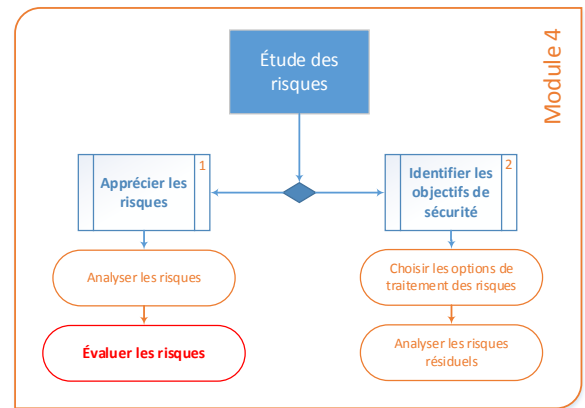 Module 4
Étude des
risques
1
Apprécier les
risques
2
Identifier les
objectifs de
sécurité
Analyser les risques
Choisir les options de
traitement des risques
Évaluer les risques
Analyser les risques
résiduels